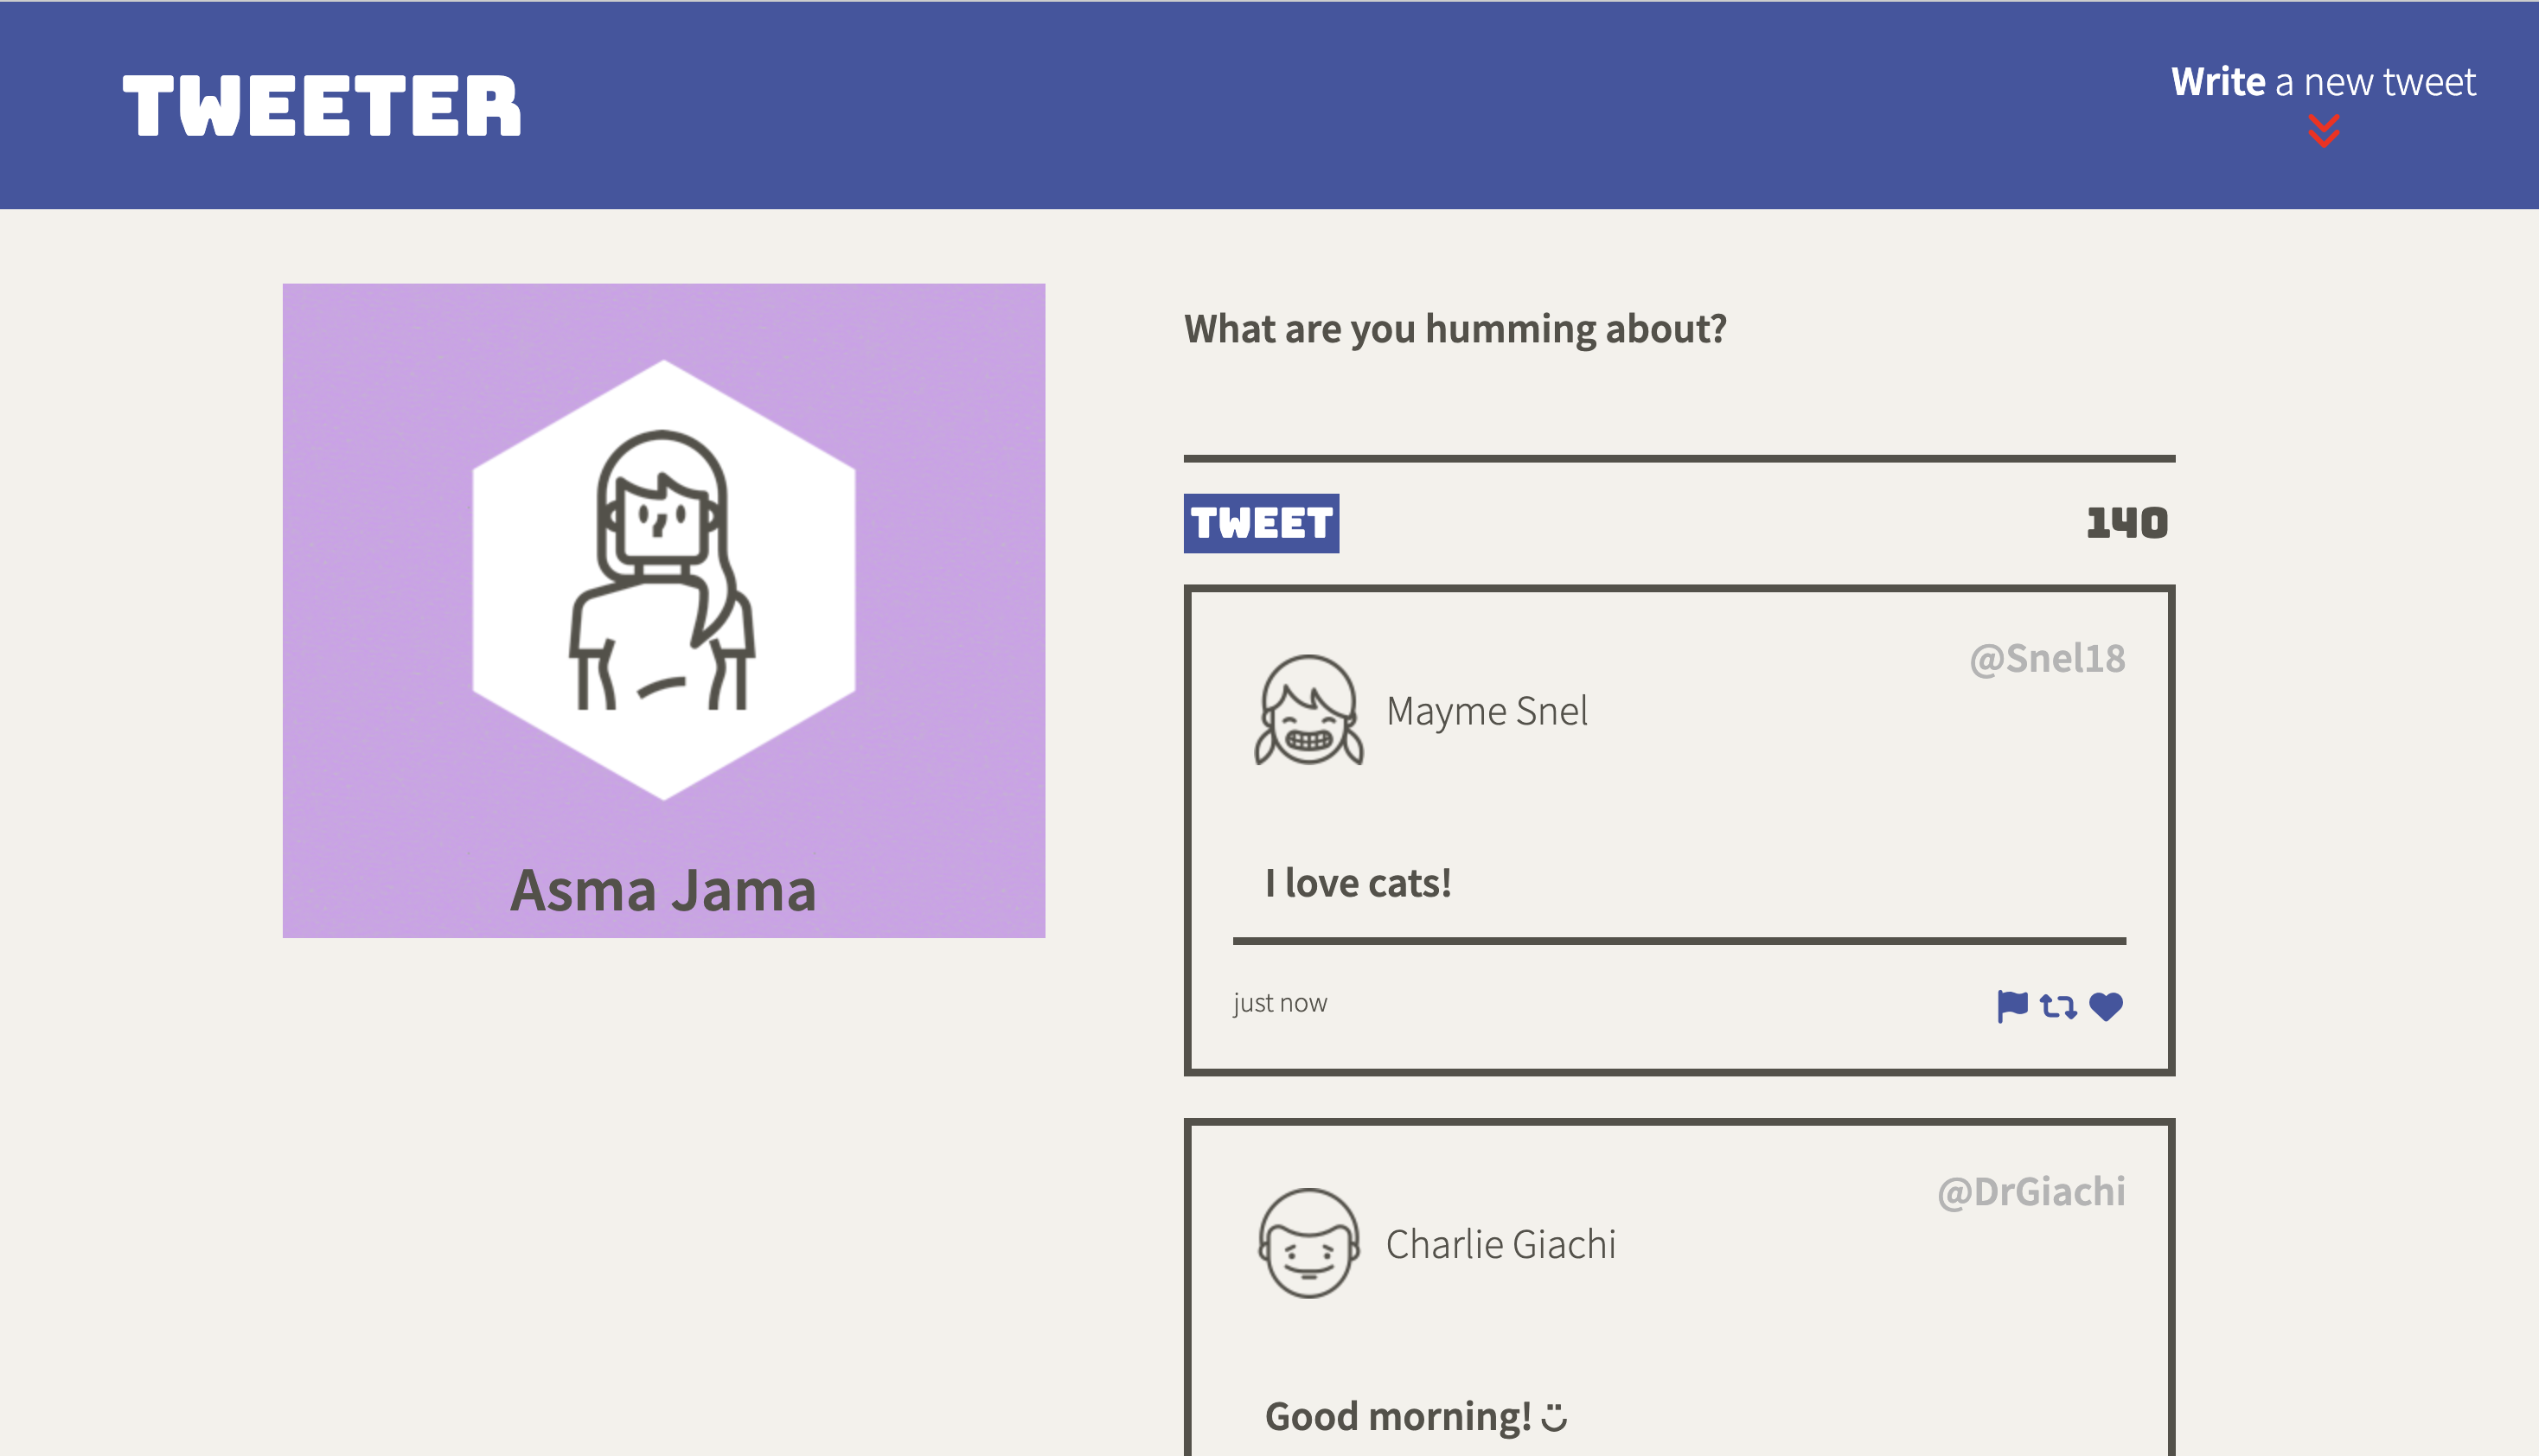 TWEETER
Write a new tweet
Asma Jama
What are you humming about?
TWEET
140
@Snel18
Mayme Snel
I love cats!
just now
@DrGiachi
Charlie Giachi
Good morning! ⍨